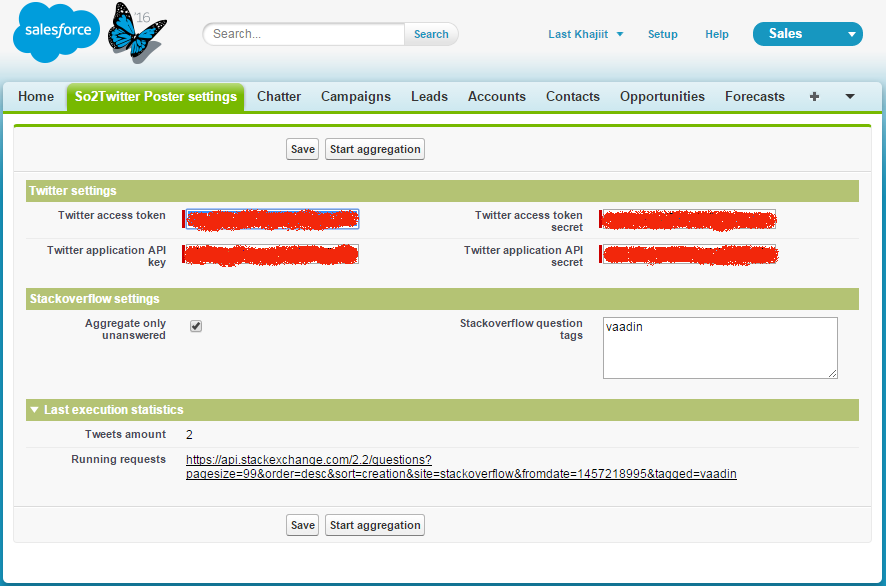 salesforce
'16
Search...
Search
Last Khajiit
Setup
Help
Sales
Home
So2Twitter Poster settings
Chatter
Campaigns
Leads
Accounts
Contacts
Opportunities
Forecasts
Save
Start aggregation
Twitter settings
Twitter access token
Twitter access token
secret
Twitter application API
key
Twitter application API
secret
Stackoverflow settings
Aggregate only
unanswered
Stackoverflow question
tags
vaadin
Last execution statistics
Tweets amount
2
Running requests
https://api.stackexchange.com/2.2/questions?
pagesize=99&order=desc&sort=creation&site=stackoverflow&fromdate=1457218995&tagged=vaadin
Save
Start aggregation